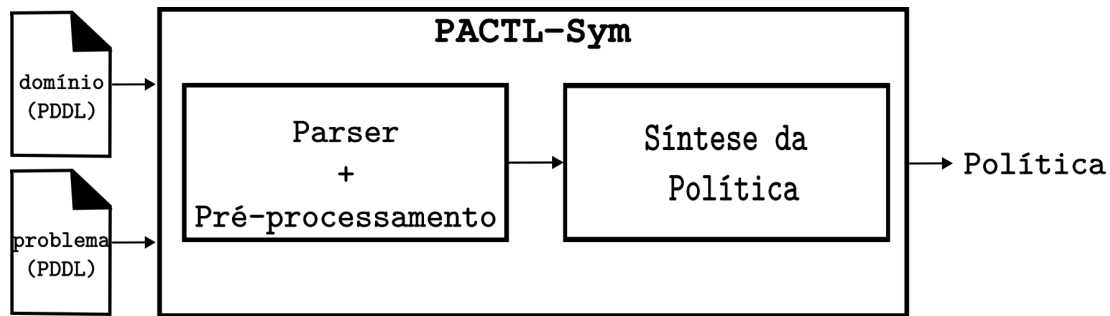 PACTL-Sym
domínio
(PDDL)
problema
(PDDL)
Parser
+
Pré-processamento
Síntese da
Política
Política